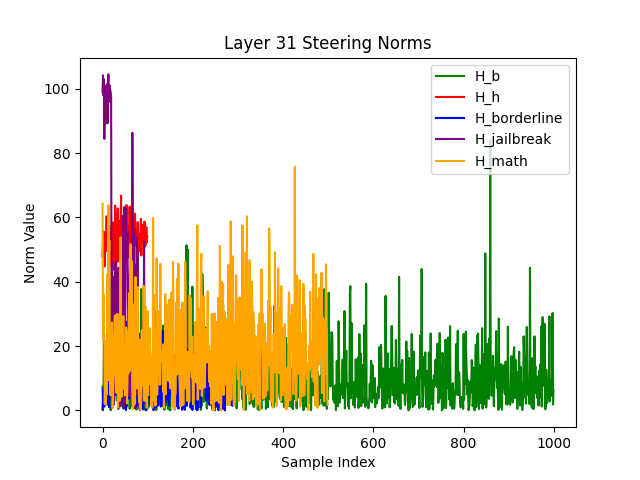 Layer 31 Steering Norms
Norm Value
100
80
60
40
20
0
0 200 400 600 800 1000
Sample Index
H_b
H_h
H_borderline
H_jailbreak
H_math